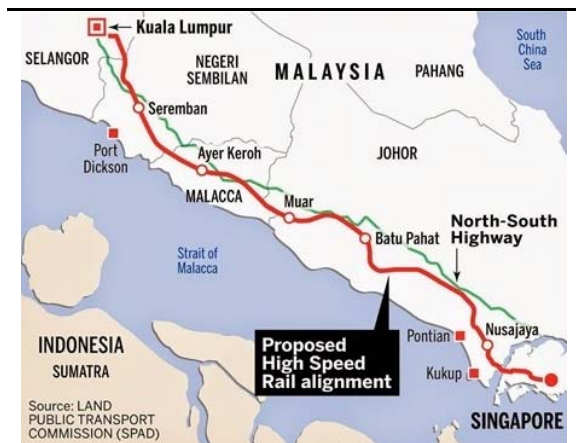 Kuala Lumpur
SELANGOR
NEGERI
SEMBILAN
MALAYSIA
PAHANG
South
China
Sea
Seremban
Port
Dickson
Ayer Keroh
JOHOR
MALACCA
Muar
North-South
Highway
Strait of
Malacca
Batu Pahat
INDONESIA
SUMATRA
Proposed
High Speed
Rail alignment
Pontian
Nusajaya
Kukup
SINGAPORE
Source: LAND
PUBLIC TRANSPORT
COMMISSION (SPAD)